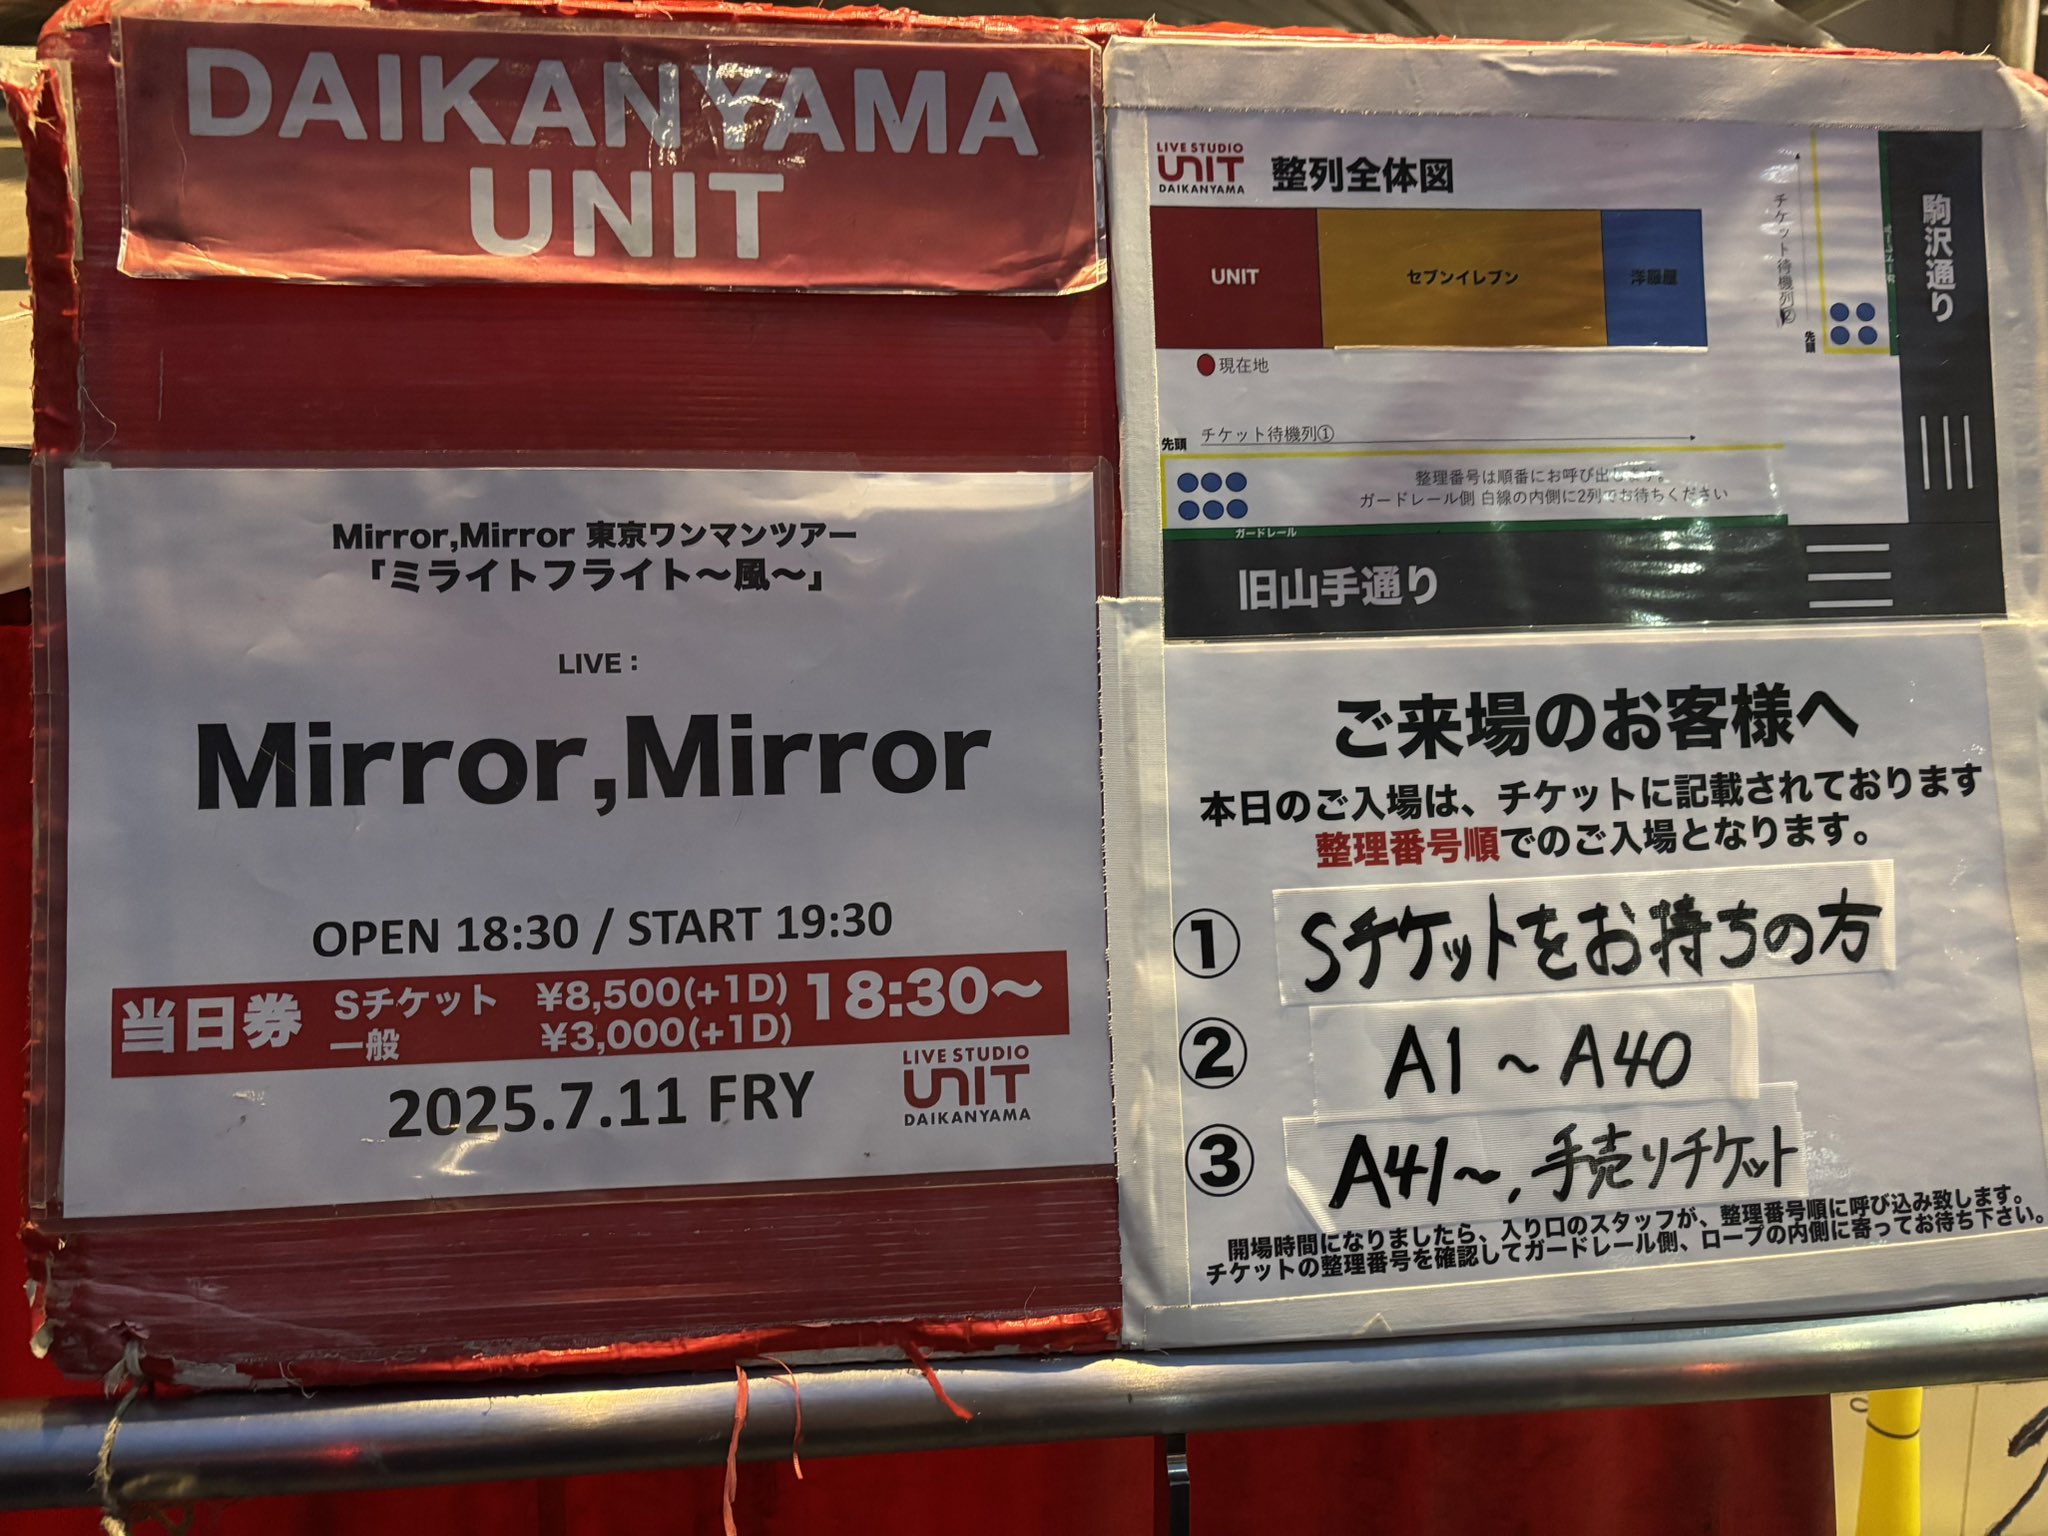 DAIKANYAMA
UNIT
Mirror,Mirror 東京ワンマンツアー
「ミライトフライト〜風〜」
LIVE：
Mirror,Mirror
OPEN 18:30 / START 19:30
当日券 Sチケット ¥8,500(+1D) 18:30〜
一般 ¥3,000(+1D)
2025.7.11 FRY
LIVE STUDIO
UNIT
DAIKANYAMA
LIVE STUDIO
UNIT
DAIKANYAMA
整列全体図
UNIT
セブンイレブン
洋服屋
現在地
チケット待機列②
先頭
ガードレール
駒沢通り
先頭
チケット待機列①
整理番号は順番にお呼び出します。
ガードレール側 白線の内側に2列でお待ちください
ガードレール
旧山手通り
ご来場のお客様へ
本日のご入場は、チケットに記載されております
整理番号順でのご入場となります。
① Sチケットをお持ちの方
② A1 〜 A40
③ A41〜, 手売りチケット
開場時間になりましたら、入り口のスタッフが、整理番号順に呼び込み致します。
チケットの整理番号を確認してガードレール側、ロープの内側に寄ってお待ち下さい。